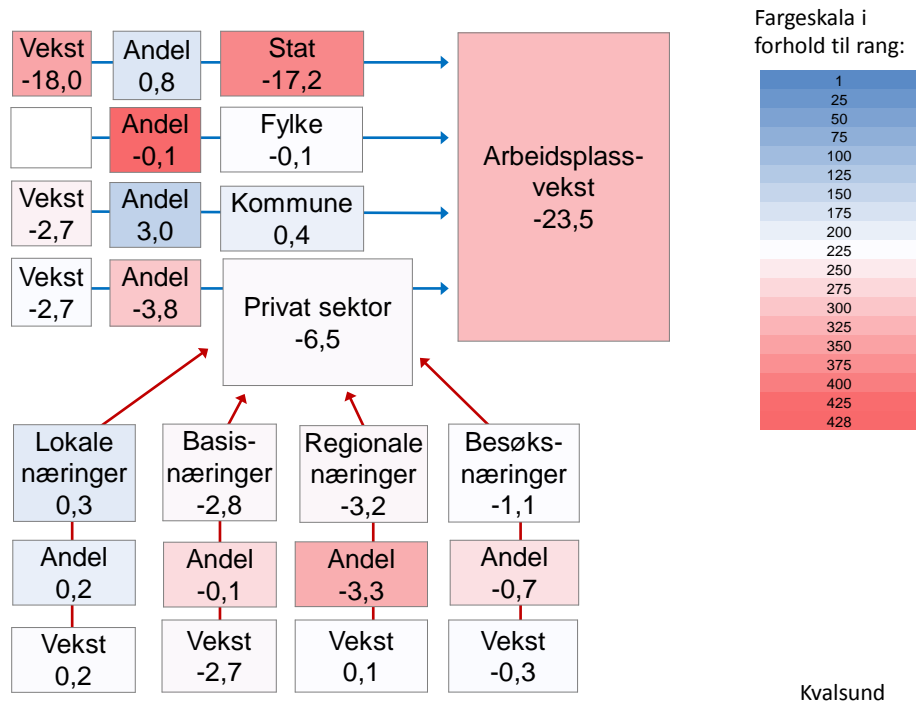 Vekst
-18,0
Andel
0,8
Stat
-17,2
Andel
-0,1
Fylke
-0,1
Vekst
-2,7
Andel
3,0
Kommune
0,4
Vekst
-2,7
Andel
-3,8
Privat sektor
-6,5
Arbeidsplass-
vekst
-23,5
Lokale
næringer
0,3
Andel
0,2
Vekst
0,2
Basis-
næringer
-2,8
Andel
-0,1
Vekst
-2,7
Regionale
næringer
-3,2
Andel
-3,3
Vekst
0,1
Besøks-
næringer
-1,1
Andel
-0,7
Vekst
-0,3
Fargeskala i
forhold til rang:
1
25
50
75
100
125
150
175
200
225
250
275
300
325
350
375
400
425
428
Kvalsund